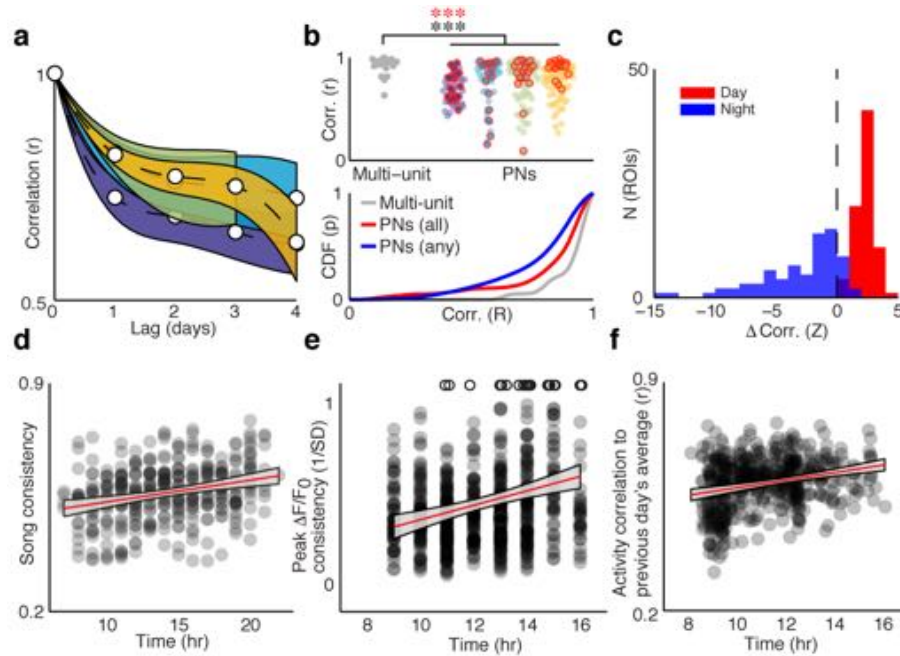 a
Correlation (r)
1
0.5
0
1
2
3
4
Lag (days)
b
***
***
Corr. (r)
1
0
Multi−unit
PNs
CDF (p)
1
0
Multi−unit
PNs (all)
PNs (any)
0
1
Corr. (R)
c
N (ROIs)
50
0
Day
Night
−15
−10
−5
0
5
Δ Corr. (Z)
d
Song consistency
0.9
0.2
10
15
20
Time (hr)
e
Peak ΔF/F0
consistency (1/SD)
1
0
8
10
12
14
16
Time (hr)
f
Activity correlation to
previous day's average (r)
0.9
0.2
8
10
12
14
16
Time (hr)